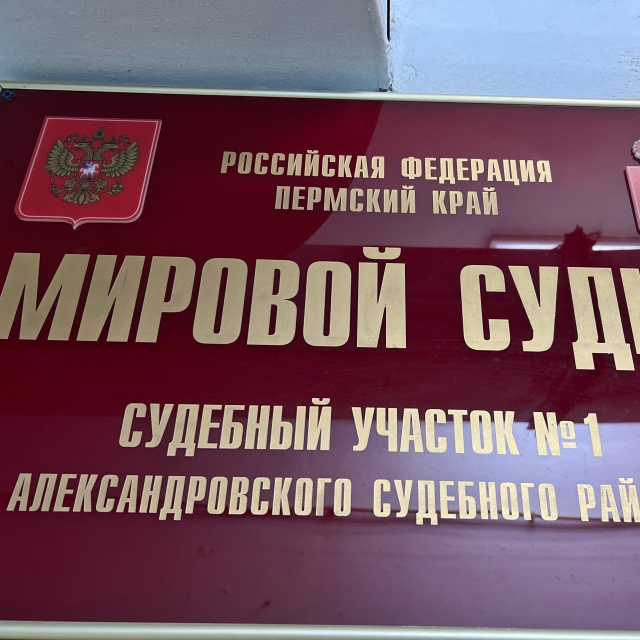 РОССИЙСКАЯ ФЕДЕРАЦИЯ
ПЕРМСКИЙ КРАЙ
МИРОВОЙ
СУДЕБНЫЙ УЧАСТОК №1
АЛЕКСАНДРОВСКОГО СУДЕБНОГО